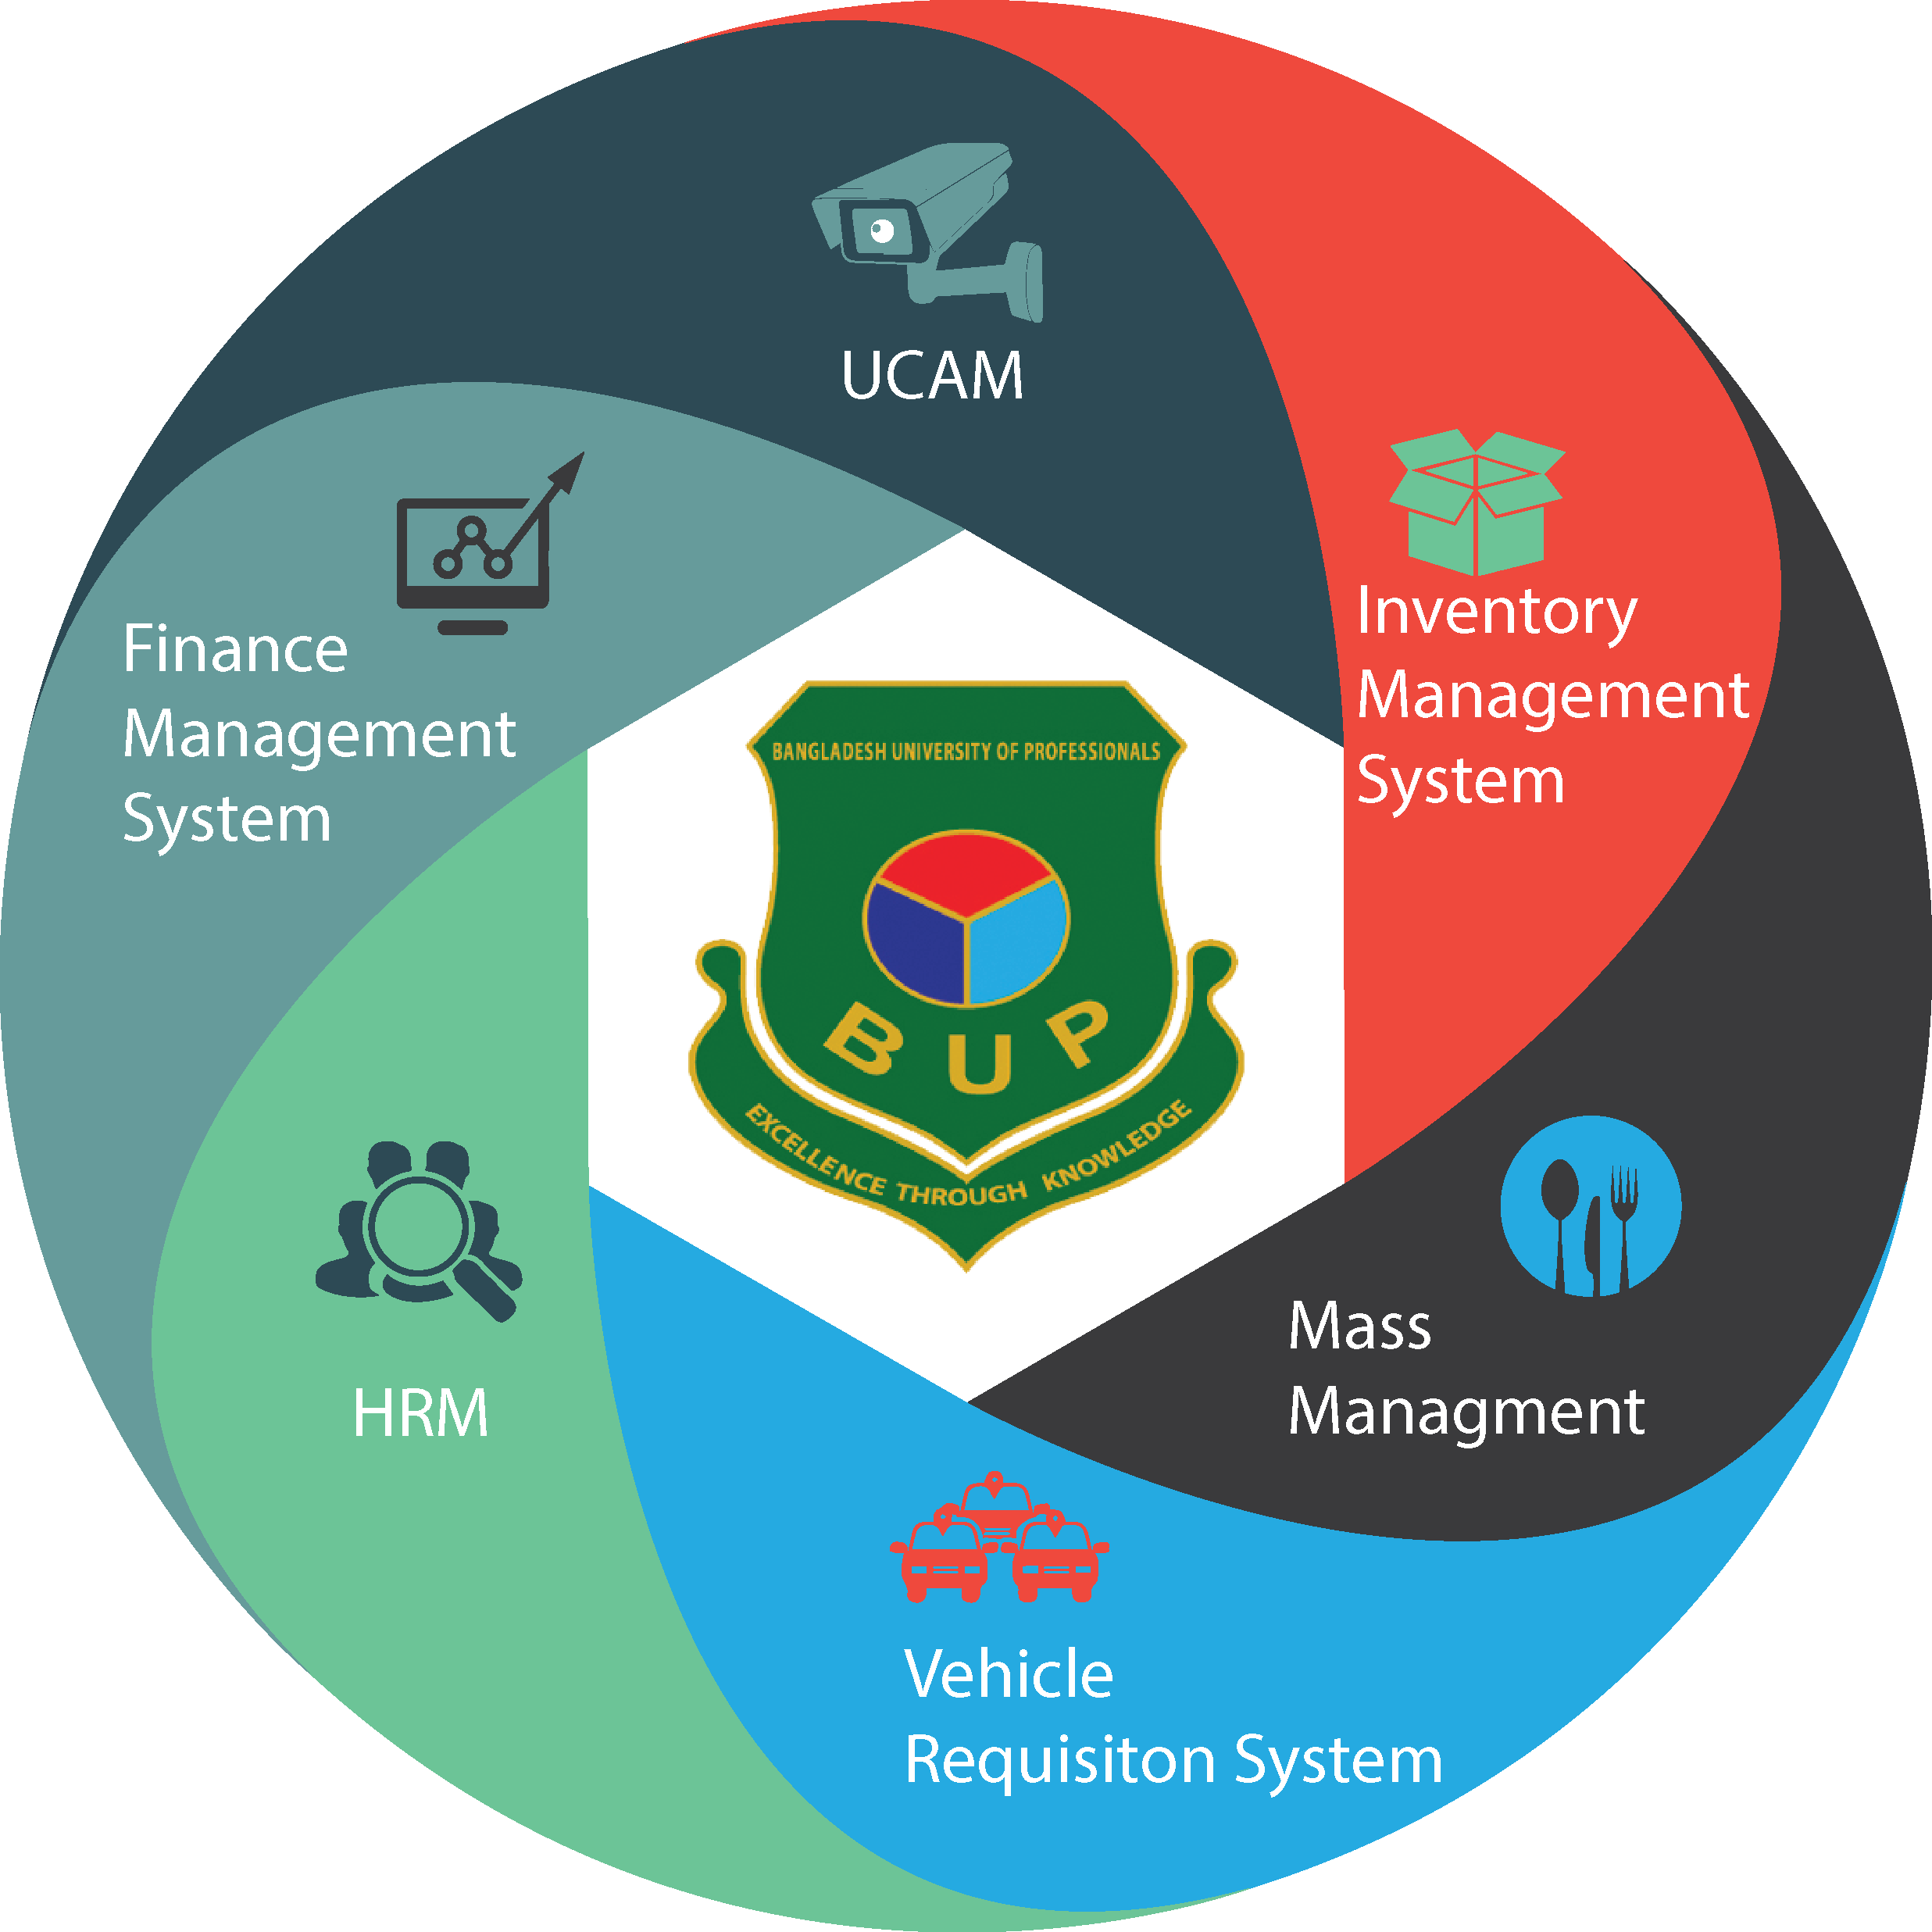 UCAM
Inventory
Management
System
Finance
Management
System
BANGLADESH UNIVERSITY OF PROFESSIONALS
B U P
EXCELLENCE THROUGH KNOWLEDGE
Mass
Managment
HRM
Vehicle
Requisiton System